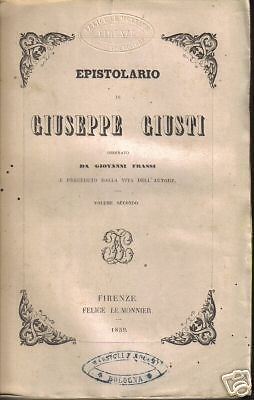 EPISTOLARIO
DI
GIUSEPPE GIUSTI
ORDINATO
DA GIOVANNI FRASSI
E PRECEDUTO DALLA VITA DELL'AUTORE.
VOLUME SECONDO
FIRENZE
FELICE LE MONNIER
1859.
BOLOGNA